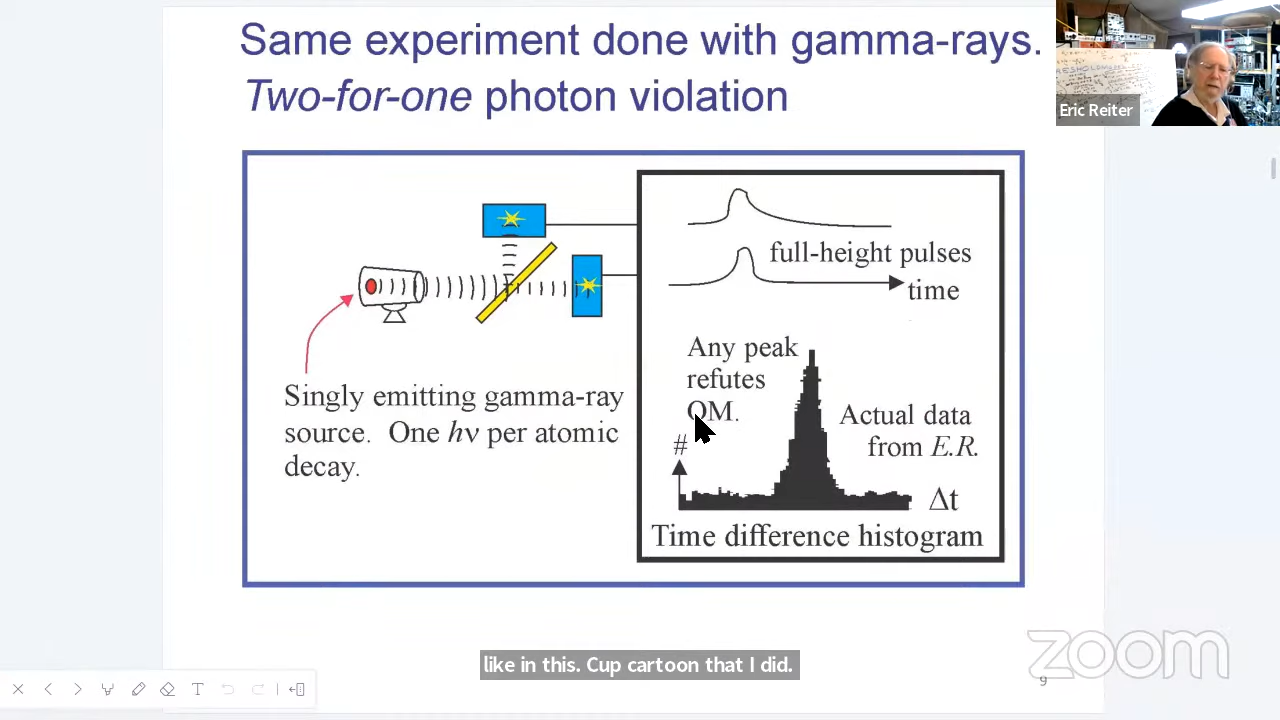 Same experiment done with gamma-rays.
Two-for-one photon violation
Eric Reiter
full-height pulses
time
Any peak
refutes
QM.
#
Actual data
from E.R.
Δt
Time difference histogram
Singly emitting gamma-ray
source. One hν per atomic
decay.
like in this. Cup cartoon that I did.
zoom
9
T